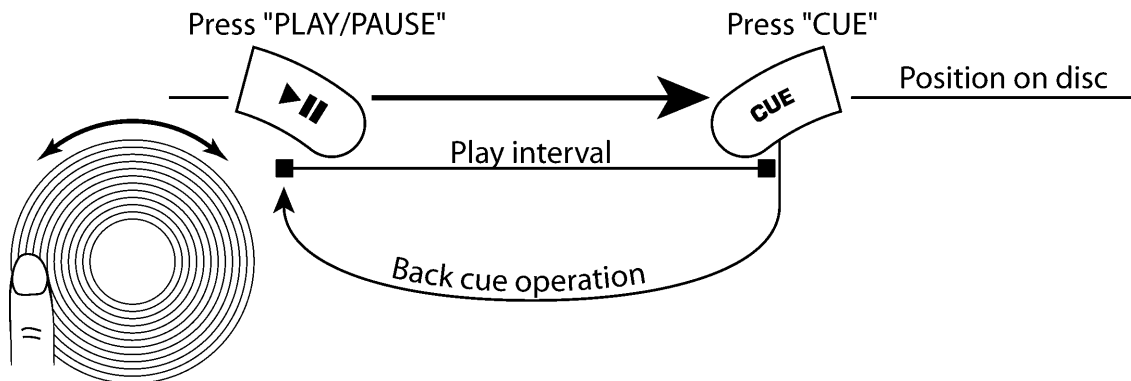 Press "PLAY/PAUSE"
Press "CUE"
Position on disc
CUE
Play interval
Back cue operation